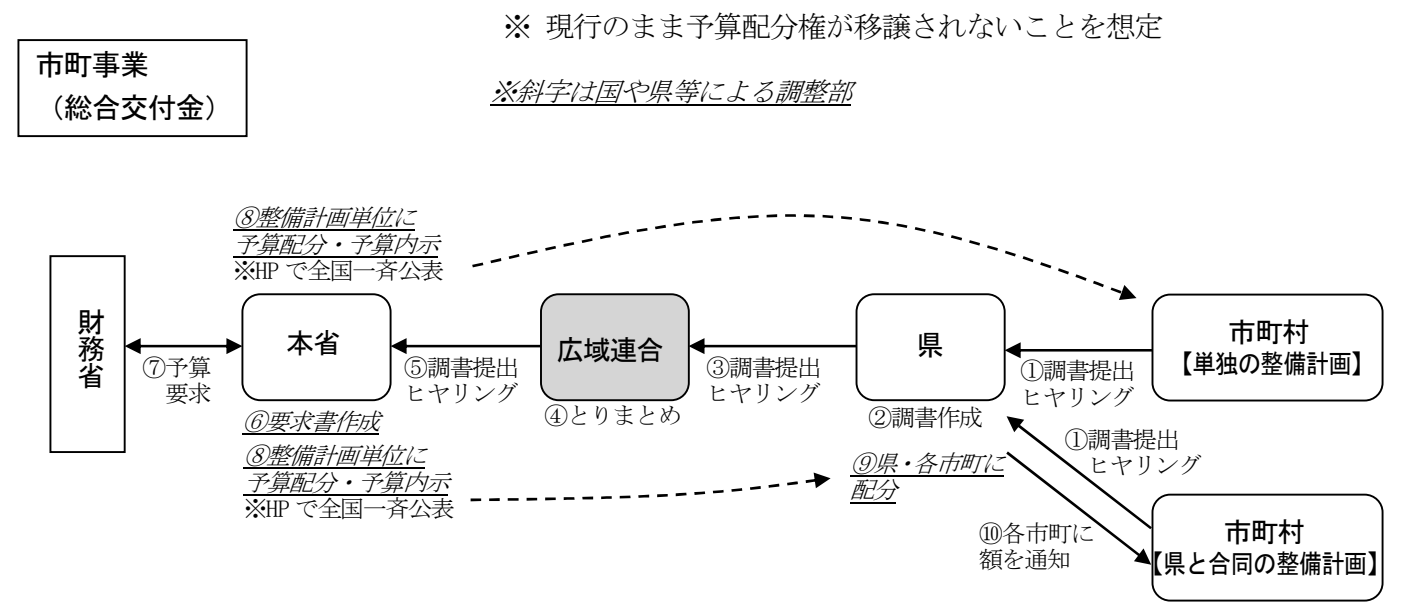 ※ 現行のまま予算配分権が移譲されないことを想定
市町事業
（総合交付金）
※斜字は国や県等による調整部
⑧整備計画単位に
予算配分・予算内示
※HPで全国一斉公表
財務省
⑦予算
要求
本省
⑤調書提出
ヒヤリング
広域連合
④とりまとめ
③調書提出
ヒヤリング
県
②調書作成
①調書提出
ヒヤリング
市町村
【単独の整備計画】
⑥要求書作成
⑧整備計画単位に
予算配分・予算内示
※HPで全国一斉公表
⑨県・各市町に
配分
①調書提出
ヒヤリング
⑩各市町に
額を通知
市町村
【県と合同の整備計画】